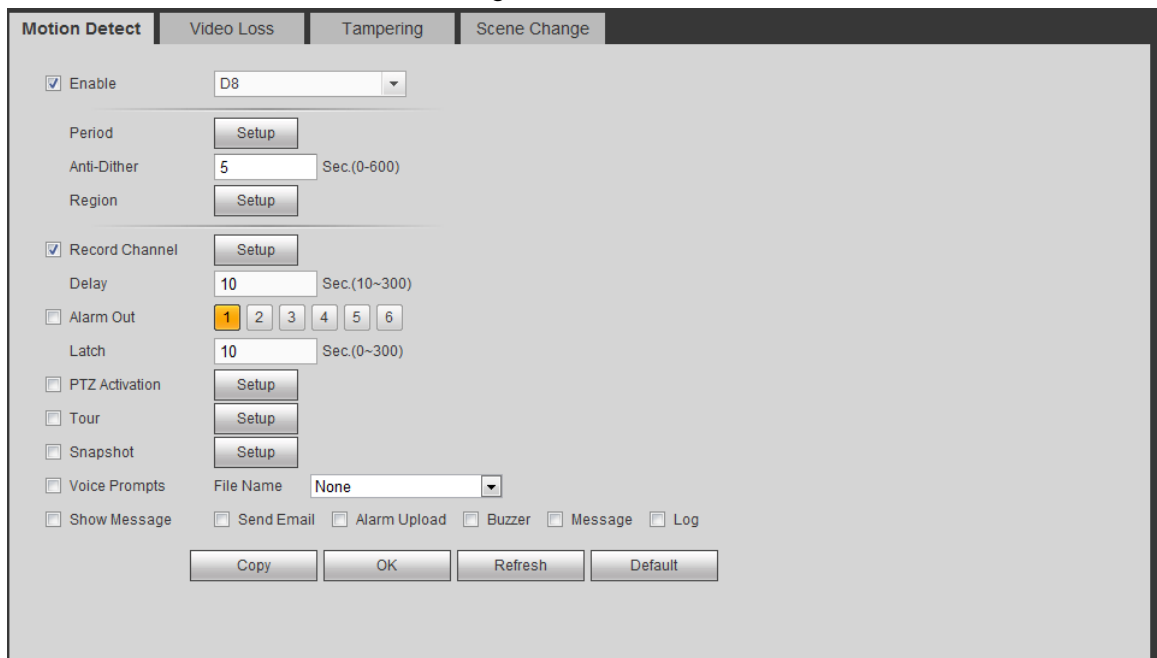 Motion Detect Video Loss Tampering Scene Change
Enable D8
Period Setup
Anti-Dither 5 Sec.(0-600)
Region Setup
Record Channel Setup
Delay 10 Sec.(10~300)
Alarm Out 1 2 3 4 5 6
Latch 10 Sec.(0~300)
PTZ Activation Setup
Tour Setup
Snapshot Setup
Voice Prompts File Name None
Show Message Send Email Alarm Upload Buzzer Message Log
Copy OK Refresh Default